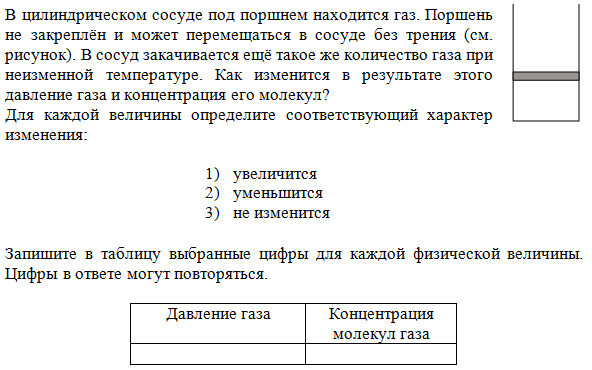 В цилиндрическом сосуде под поршнем находится газ. Поршень
не закреплён и может перемещаться в сосуде без трения (см.
рисунок). В сосуд закачивается ещё такое же количество газа при
неизменной температуре. Как изменится в результате этого
давление газа и концентрация его молекул?
Для каждой величины определите соответствующий характер
изменения:
1) увеличится
2) уменьшится
3) не изменится
Запишите в таблицу выбранные цифры для каждой физической величины.
Цифры в ответе могут повторяться.
Давление газа
Концентрация
молекул газа